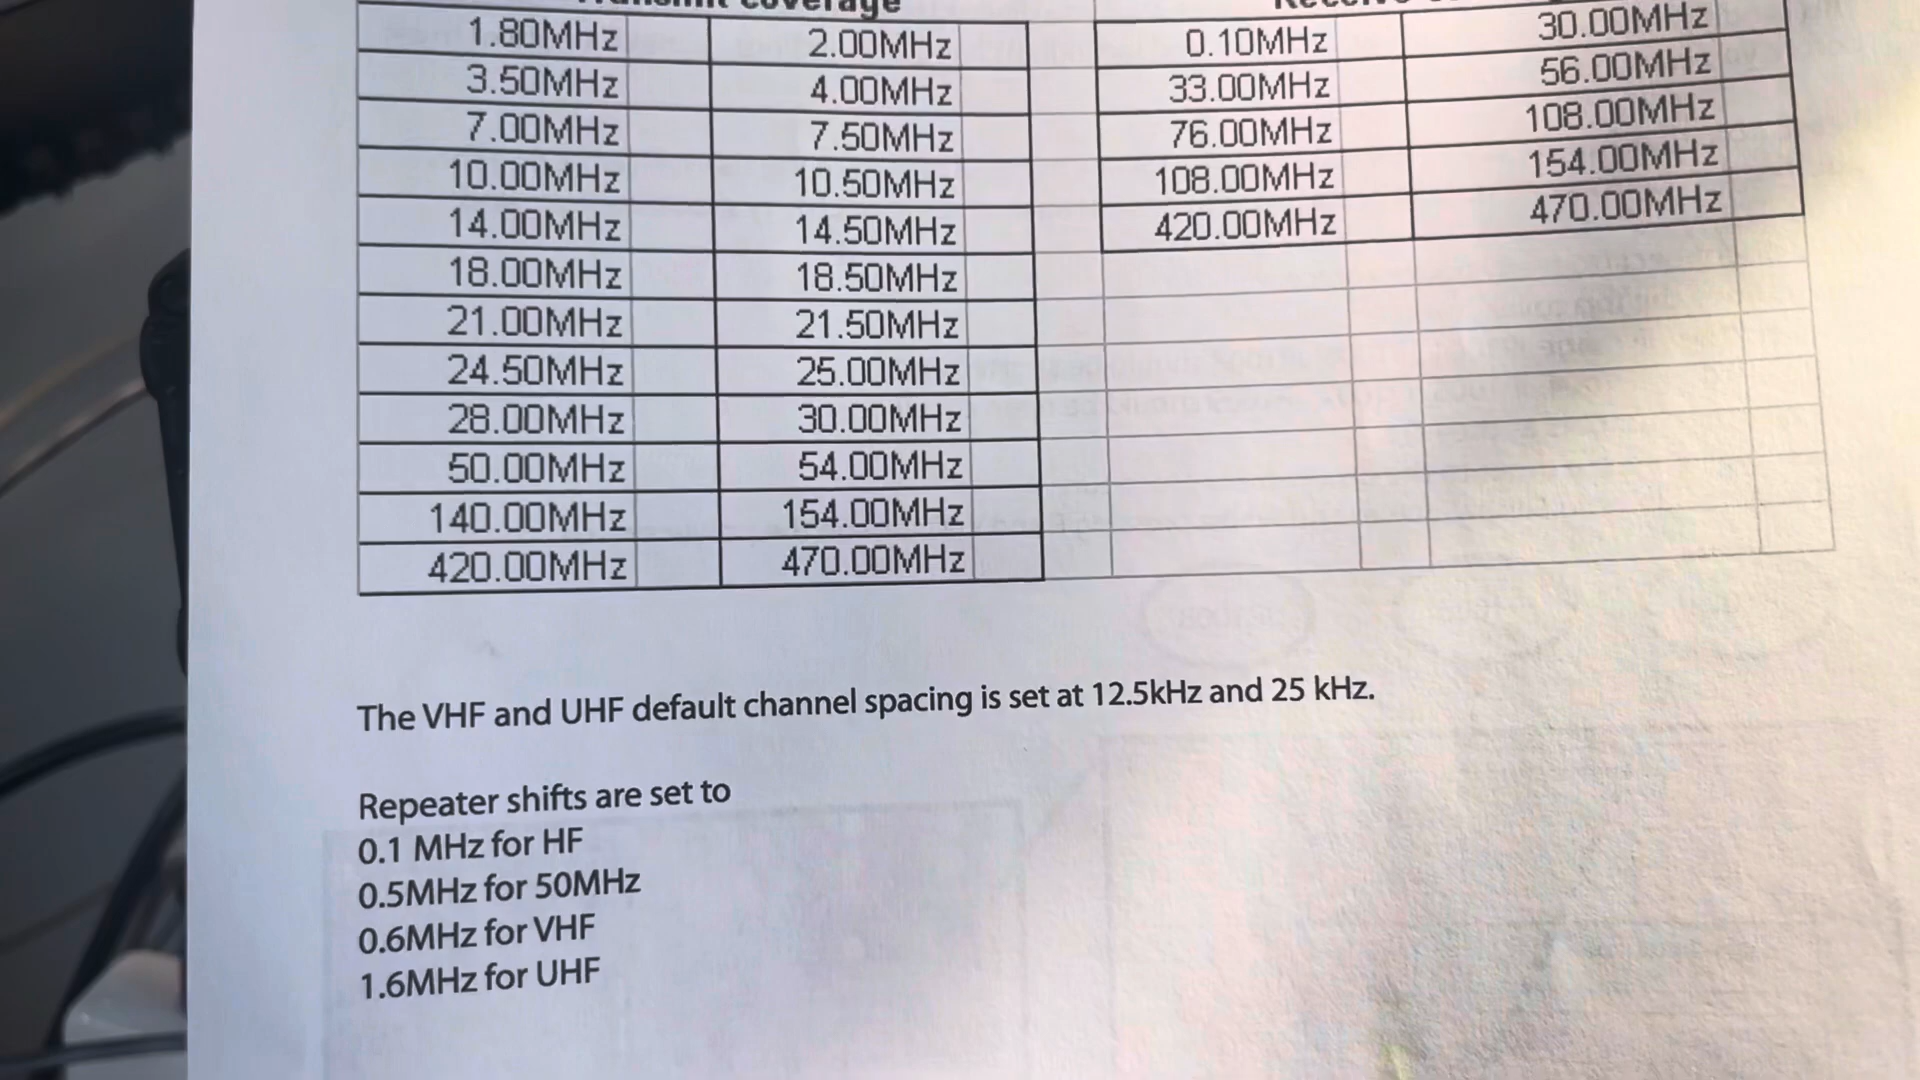 coverage
1.80MHz 2.00MHz 0.10MHz 30.00MHz
3.50MHz 4.00MHz 33.00MHz 56.00MHz
7.00MHz 7.50MHz 76.00MHz 108.00MHz
10.00MHz 10.50MHz 108.00MHz 154.00MHz
14.00MHz 14.50MHz 420.00MHz 470.00MHz
18.00MHz 18.50MHz
21.00MHz 21.50MHz
24.50MHz 25.00MHz
28.00MHz 30.00MHz
50.00MHz 54.00MHz
140.00MHz 154.00MHz
420.00MHz 470.00MHz
The VHF and UHF default channel spacing is set at 12.5kHz and 25 kHz.
Repeater shifts are set to
0.1 MHz for HF
0.5MHz for 50MHz
0.6MHz for VHF
1.6MHz for UHF